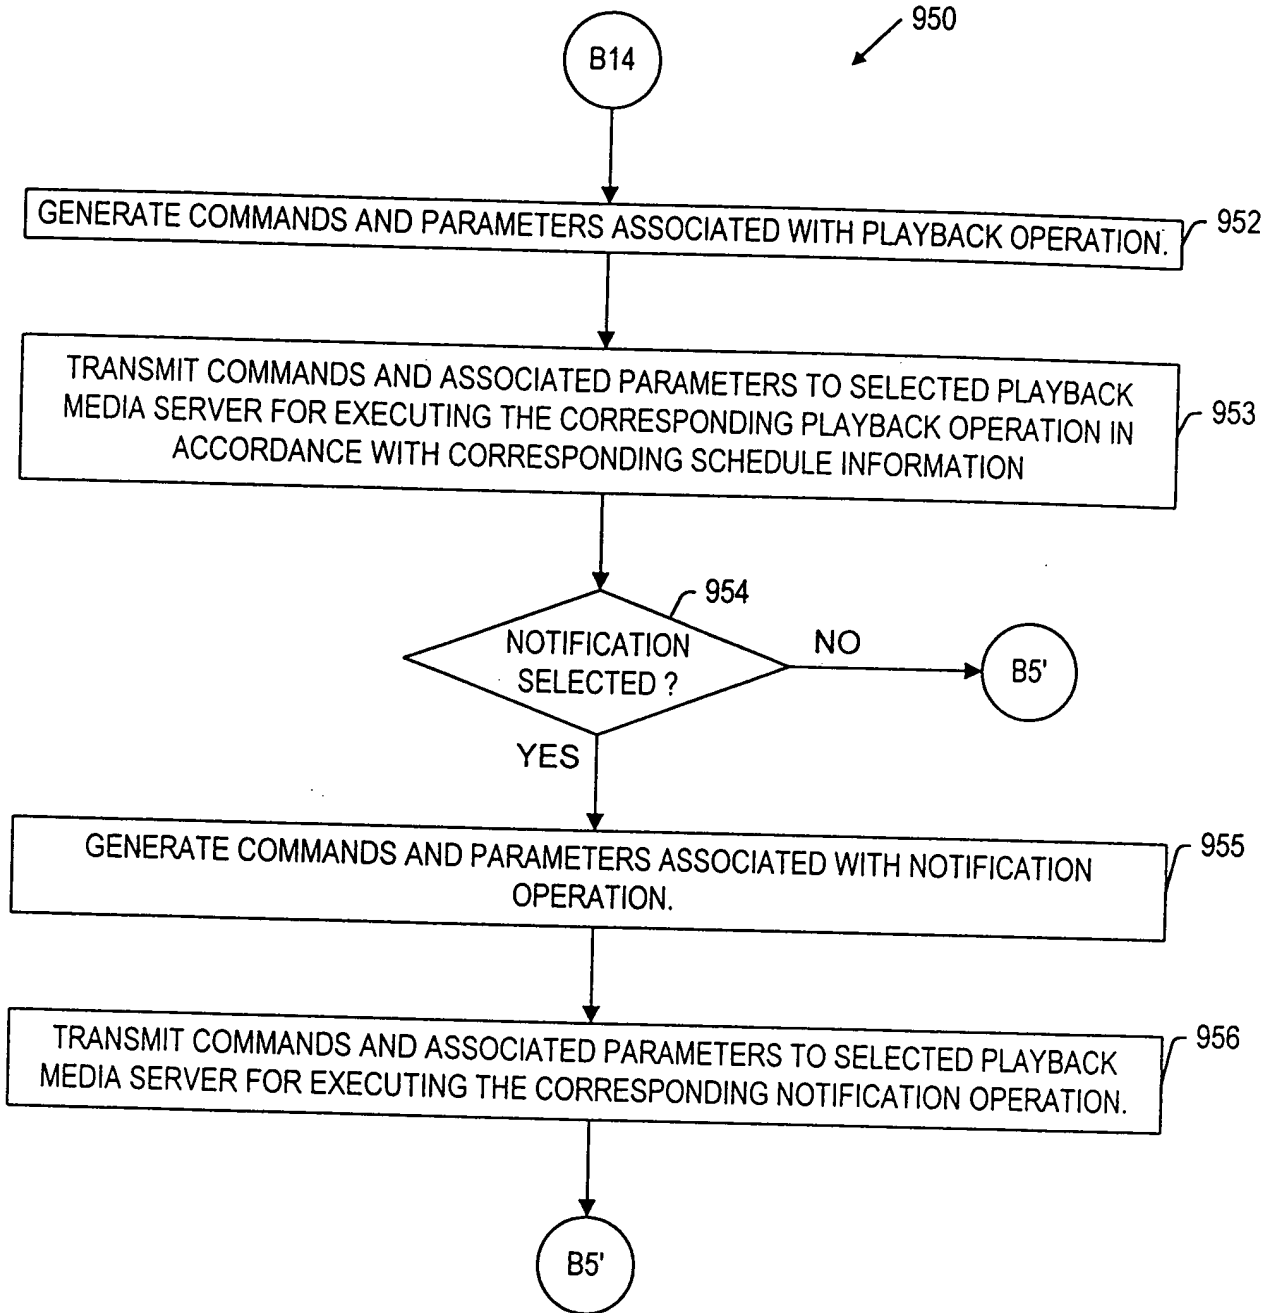 950
B14
GENERATE COMMANDS AND PARAMETERS ASSOCIATED WITH PLAYBACK OPERATION.
952
TRANSMIT COMMANDS AND ASSOCIATED PARAMETERS TO SELECTED PLAYBACK
MEDIA SERVER FOR EXECUTING THE CORRESPONDING PLAYBACK OPERATION IN
ACCORDANCE WITH CORRESPONDING SCHEDULE INFORMATION
953
954
NOTIFICATION
SELECTED ?
NO
B5'
YES
GENERATE COMMANDS AND PARAMETERS ASSOCIATED WITH NOTIFICATION
OPERATION.
955
TRANSMIT COMMANDS AND ASSOCIATED PARAMETERS TO SELECTED PLAYBACK
MEDIA SERVER FOR EXECUTING THE CORRESPONDING NOTIFICATION OPERATION.
956
B5'